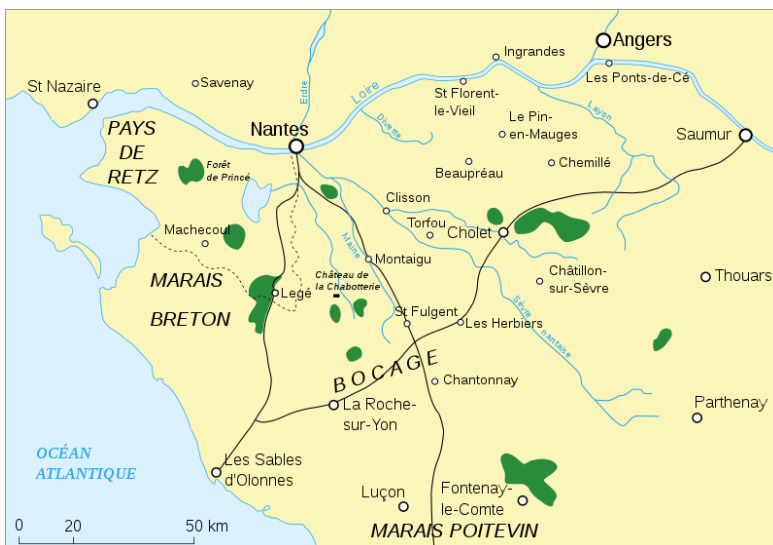 Angers
Ingrandes
Les Ponts-de-Cé
Savenay
Erdre
Loire
St Nazaire
St Florent-
le-Vieil
Layon
Divette
Le Pin-
en-Mauges
Saumur
PAYS
DE
RETZ
Nantes
Forêt
de Princé
Beaupréau
Chemillé
Clisson
Torfou
Cholet
Machecoul
Maine
Montaigu
MARAIS
BRETON
Château de
la Chabotterie
Legé
Châtillon-
sur-Sèvre
Thouars
St Fulgent
Les Herbiers
Sèvre nantaise
BOCAGE
Chantonnay
La Roche-
sur-Yon
Parthenay
OCÉAN
ATLANTIQUE
Les Sables
d'Olonnes
Luçon
Fontenay-
le-Comte
MARAIS POITEVIN
0 20 50 km